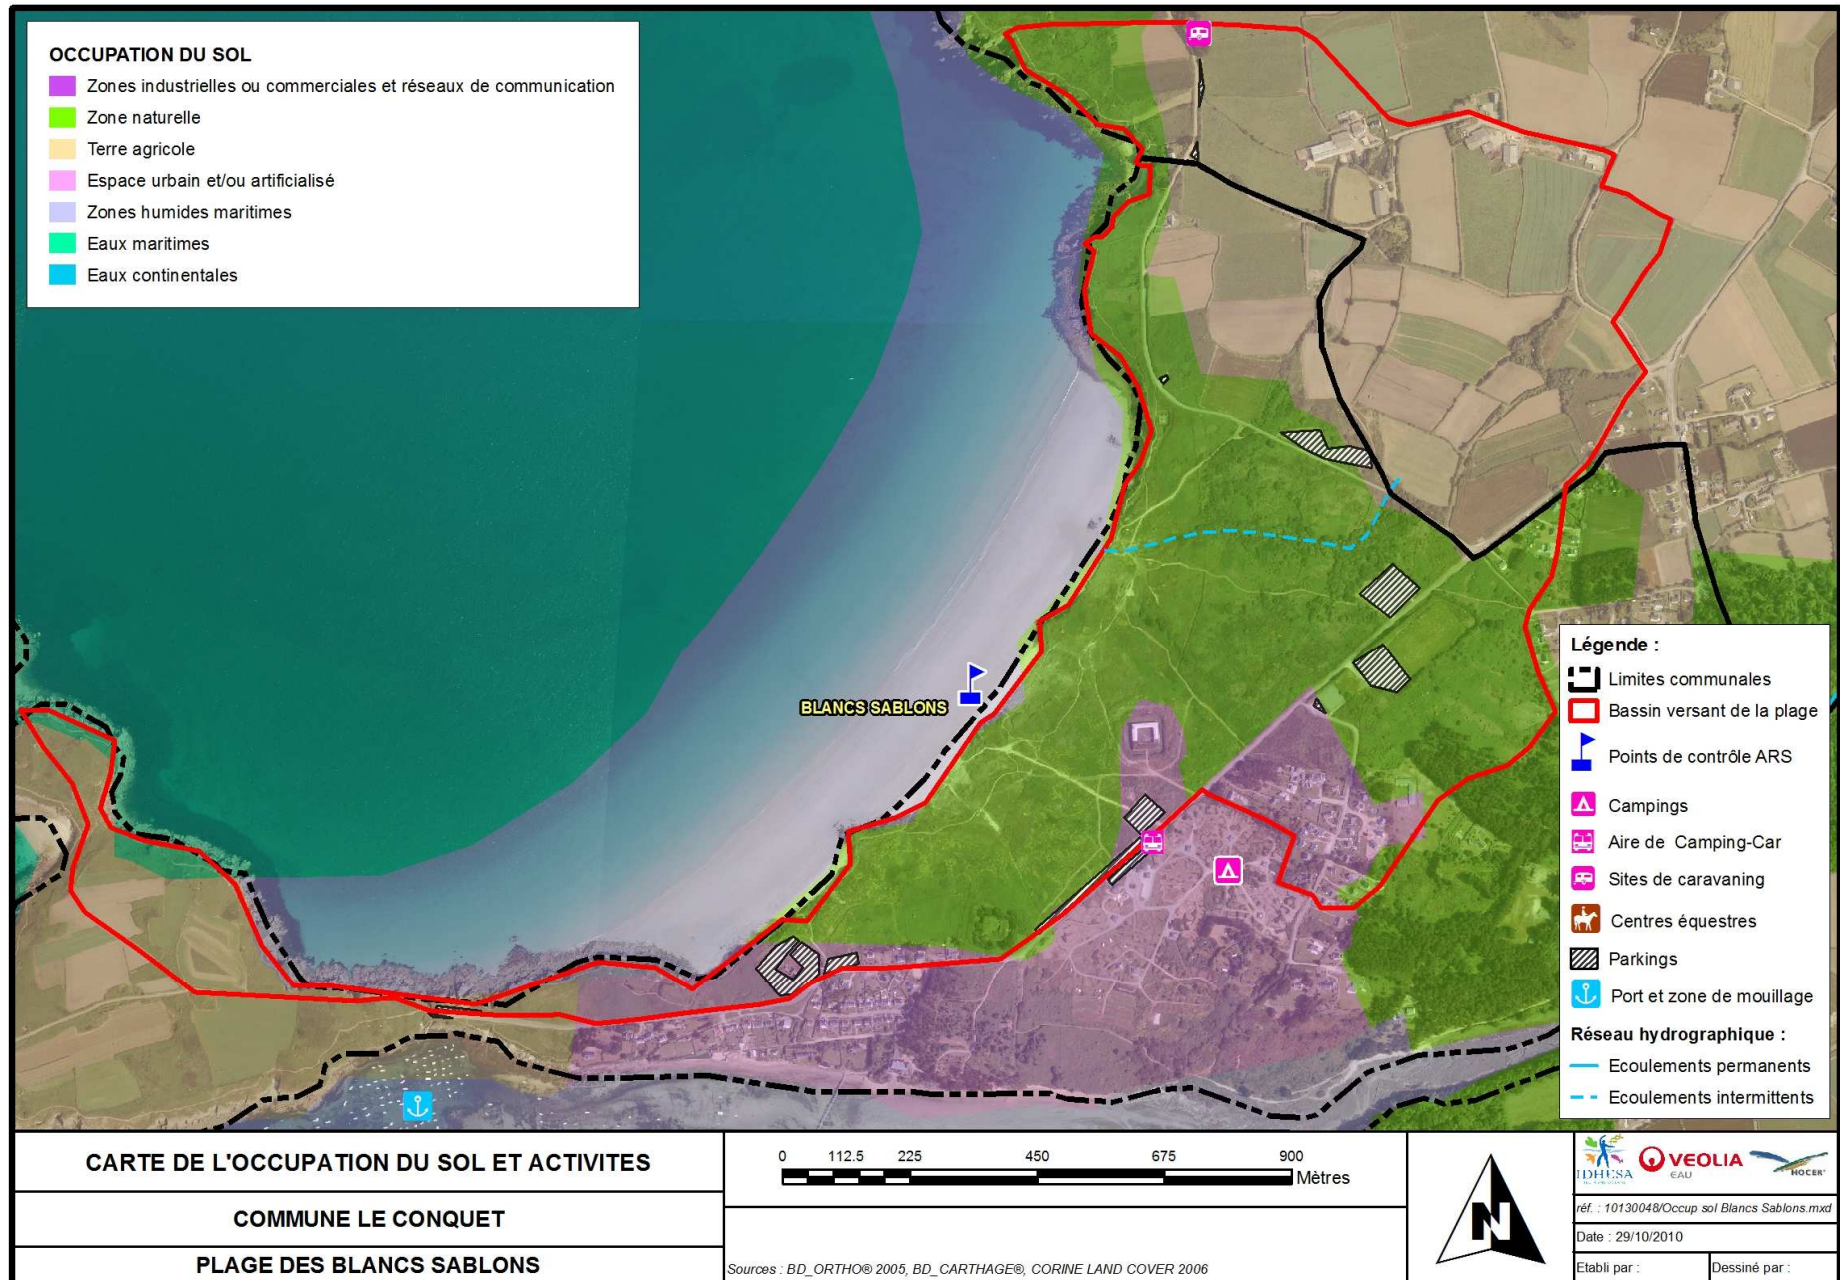 OCCUPATION DU SOL
Zones industrielles ou commerciales et réseaux de communication
Zone naturelle
Terre agricole
Espace urbain et/ou artificialisé
Zones humides maritimes
Eaux maritimes
Eaux continentales
BLANCS SABLONS
Légende :
Limites communales
Bassin versant de la plage
Points de contrôle ARS
Campings
Aire de Camping-Car
Sites de caravaning
Centres équestres
Parkings
Port et zone de mouillage
Réseau hydrographique :
Ecoulements permanents
Ecoulements intermittents
CARTE DE L'OCCUPATION DU SOL ET ACTIVITES
COMMUNE LE CONQUET
PLAGE DES BLANCS SABLONS
0 112.5 225 450 675 900
Mètres
Sources : BD_ORTHO® 2005, BD_CARTHAGE®, CORINE LAND COVER 2006
N
IDHESA
VEOLIA
EAU
HOCER
réf. : 10130048/Occup sol Blancs Sablons.mxd
Date : 29/10/2010
Etabli par :
Dessiné par :